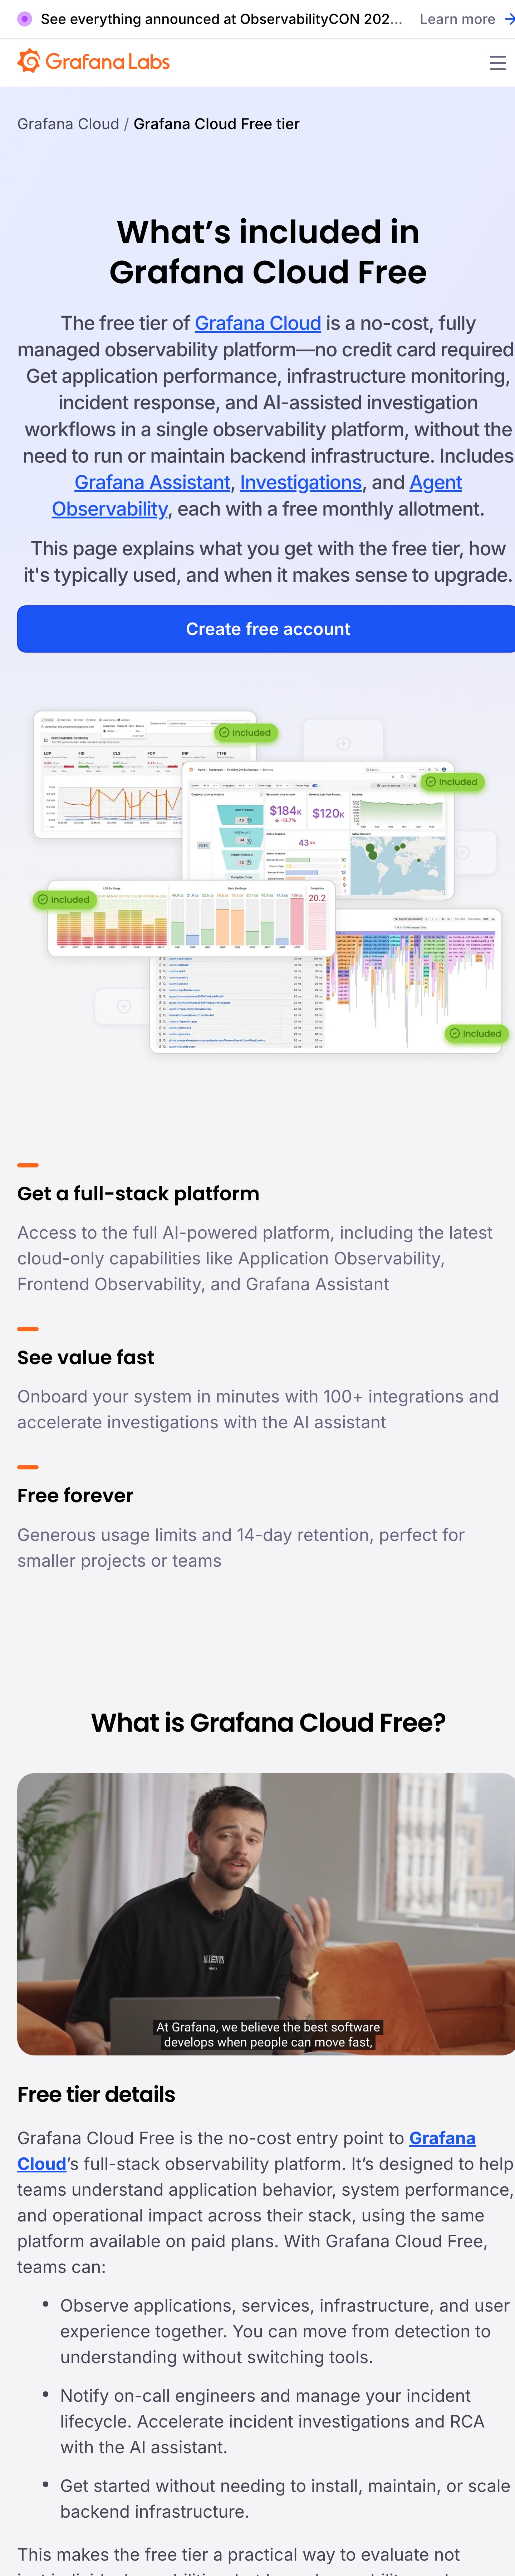 See everything announced at ObservabilityCON 202... Learn more
Grafana Labs
Grafana Cloud / Grafana Cloud Free tier
What's included in
Grafana Cloud Free
The free tier of Grafana Cloud is a no-cost, fully
managed observability platform—no credit card required
Get application performance, infrastructure monitoring,
incident response, and AI-assisted investigation
workflows in a single observability platform, without the
need to run or maintain backend infrastructure. Includes
Grafana Assistant, Investigations, and Agent
Observability, each with a free monthly allotment.
This page explains what you get with the free tier, how
it's typically used, and when it makes sense to upgrade.
Create free account
Included
LCP FID CLS FCP INP TTFB
Included
$184K
$120K
43
Included
20.2
Included
Get a full-stack platform
Access to the full AI-powered platform, including the latest
cloud-only capabilities like Application Observability,
Frontend Observability, and Grafana Assistant
See value fast
Onboard your system in minutes with 100+ integrations and
accelerate investigations with the AI assistant
Free forever
Generous usage limits and 14-day retention, perfect for
smaller projects or teams
What is Grafana Cloud Free?
At Grafana, we believe the best software
develops when people can move fast,
Free tier details
Grafana Cloud Free is the no-cost entry point to Grafana
Cloud's full-stack observability platform. It's designed to help
teams understand application behavior, system performance,
and operational impact across their stack, using the same
platform available on paid plans. With Grafana Cloud Free,
teams can:
• Observe applications, services, infrastructure, and user
experience together. You can move from detection to
understanding without switching tools.
• Notify on-call engineers and manage your incident
lifecycle. Accelerate incident investigations and RCA
with the AI assistant.
• Get started without needing to install, maintain, or scale
backend infrastructure.
This makes the free tier a practical way to evaluate not